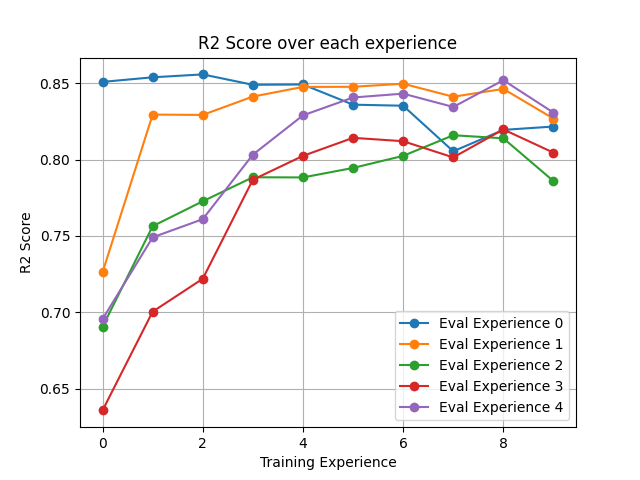 R2 Score over each experience
0.85
0.80
0.75
0.70
0.65
R2 Score
Eval Experience 0
Eval Experience 1
Eval Experience 2
Eval Experience 3
Eval Experience 4
0 2 4 6 8
Training Experience